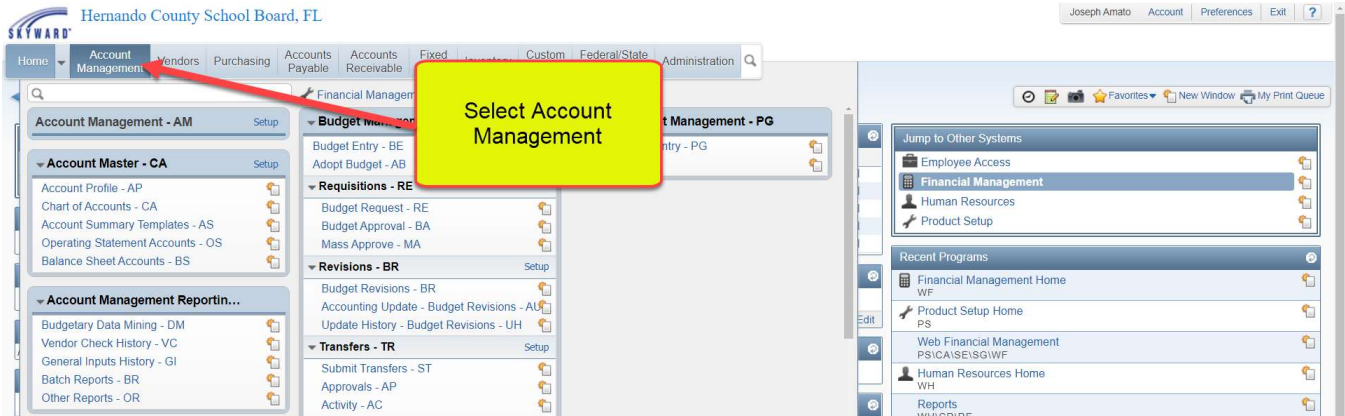 Hernando County School Board, FL
SKYWARD
Joseph Amato Account Preferences Exit ?
Home Account Management Vendors Purchasing Accounts Payable Accounts Receivable Fixed Custom Federal/State Administration
Financial Managem
Favorites New Window My Print Queue
Select Account
Management
Account Management - AM Setup
Account Master - CA Setup
Account Profile - AP
Chart of Accounts - CA
Account Summary Templates - AS
Operating Statement Accounts - OS
Balance Sheet Accounts - BS
Account Management Reportin...
Budgetary Data Mining - DM
Vendor Check History - VC
General Inputs History - GI
Batch Reports - BR
Other Reports - OR
Budget Manage
Budget Entry - BE
Adopt Budget - AB
Requisitions - RE
Budget Request - RE
Budget Approval - BA
Mass Approve - MA
Revisions - BR Setup
Budget Revisions - BR
Accounting Update - Budget Revisions - AU
Update History - Budget Revisions - UH
Transfers - TR Setup
Submit Transfers - ST
Approvals - AP
Activity - AC
t Management - PG
ntry - PG
Edit
Jump to Other Systems
Employee Access
Financial Management
Human Resources
Product Setup
Recent Programs
Financial Management Home
WF
Product Setup Home
PS
Web Financial Management
PS\CA\SE\SG\WF
Human Resources Home
WH
Reports